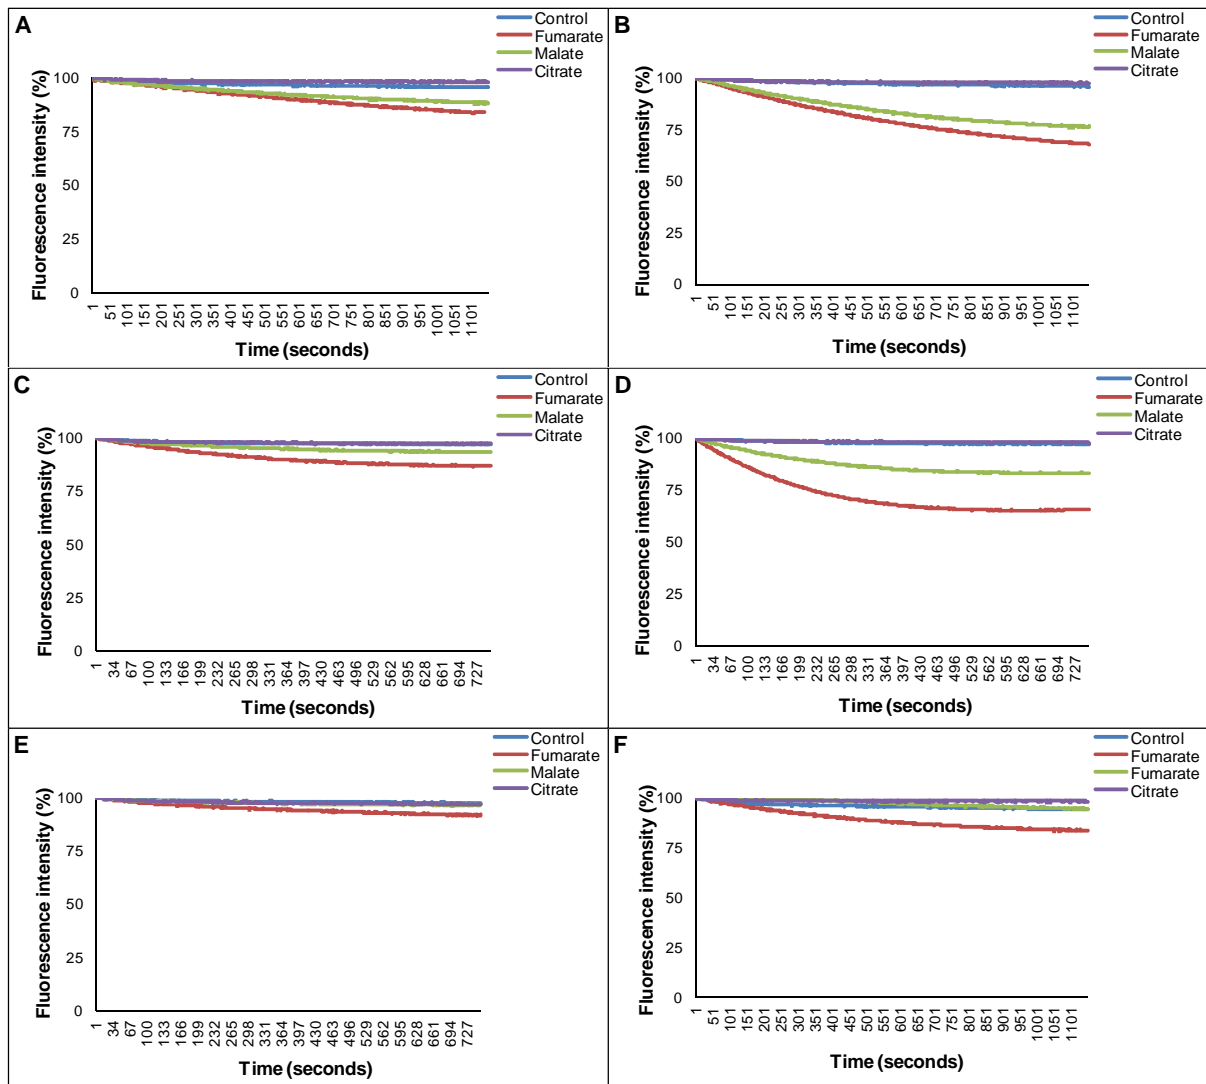 A
Control
Fumarate
Malate
Citrate
Fluorescence intensity (%)
100
75
50
25
0
1 51 101 151 201 251 301 351 401 451 501 551 601 651 701 751 801 851 901 951 1001 1051 1101
Time (seconds)
B
Control
Fumarate
Malate
Citrate
Fluorescence intensity (%)
100
75
50
25
0
1 51 101 151 201 251 301 351 401 451 501 551 601 651 701 751 801 851 901 951 1001 1051 1101
Time (seconds)
C
Control
Fumarate
Malate
Citrate
Fluorescence intensity (%)
100
75
50
25
0
1 34 67 100 133 166 199 232 265 298 331 364 397 430 463 496 529 562 595 628 661 694 727
Time (seconds)
D
Control
Fumarate
Malate
Citrate
Fluorescence intensity (%)
100
75
50
25
0
1 34 67 100 133 166 199 232 265 298 331 364 397 430 463 496 529 562 595 628 661 694 727
Time (seconds)
E
Control
Fumarate
Malate
Citrate
Fluorescence intensity (%)
100
75
50
25
0
1 34 67 100 133 166 199 232 265 298 331 364 397 430 463 496 529 562 595 628 661 694 727
Time (seconds)
F
Control
Fumarate
Fumarate
Citrate
Fluorescence intensity (%)
100
75
50
25
0
1 51 101 151 201 251 301 351 401 451 501 551 601 651 701 751 801 851 901 951 1001 1051 1101
Time (seconds)